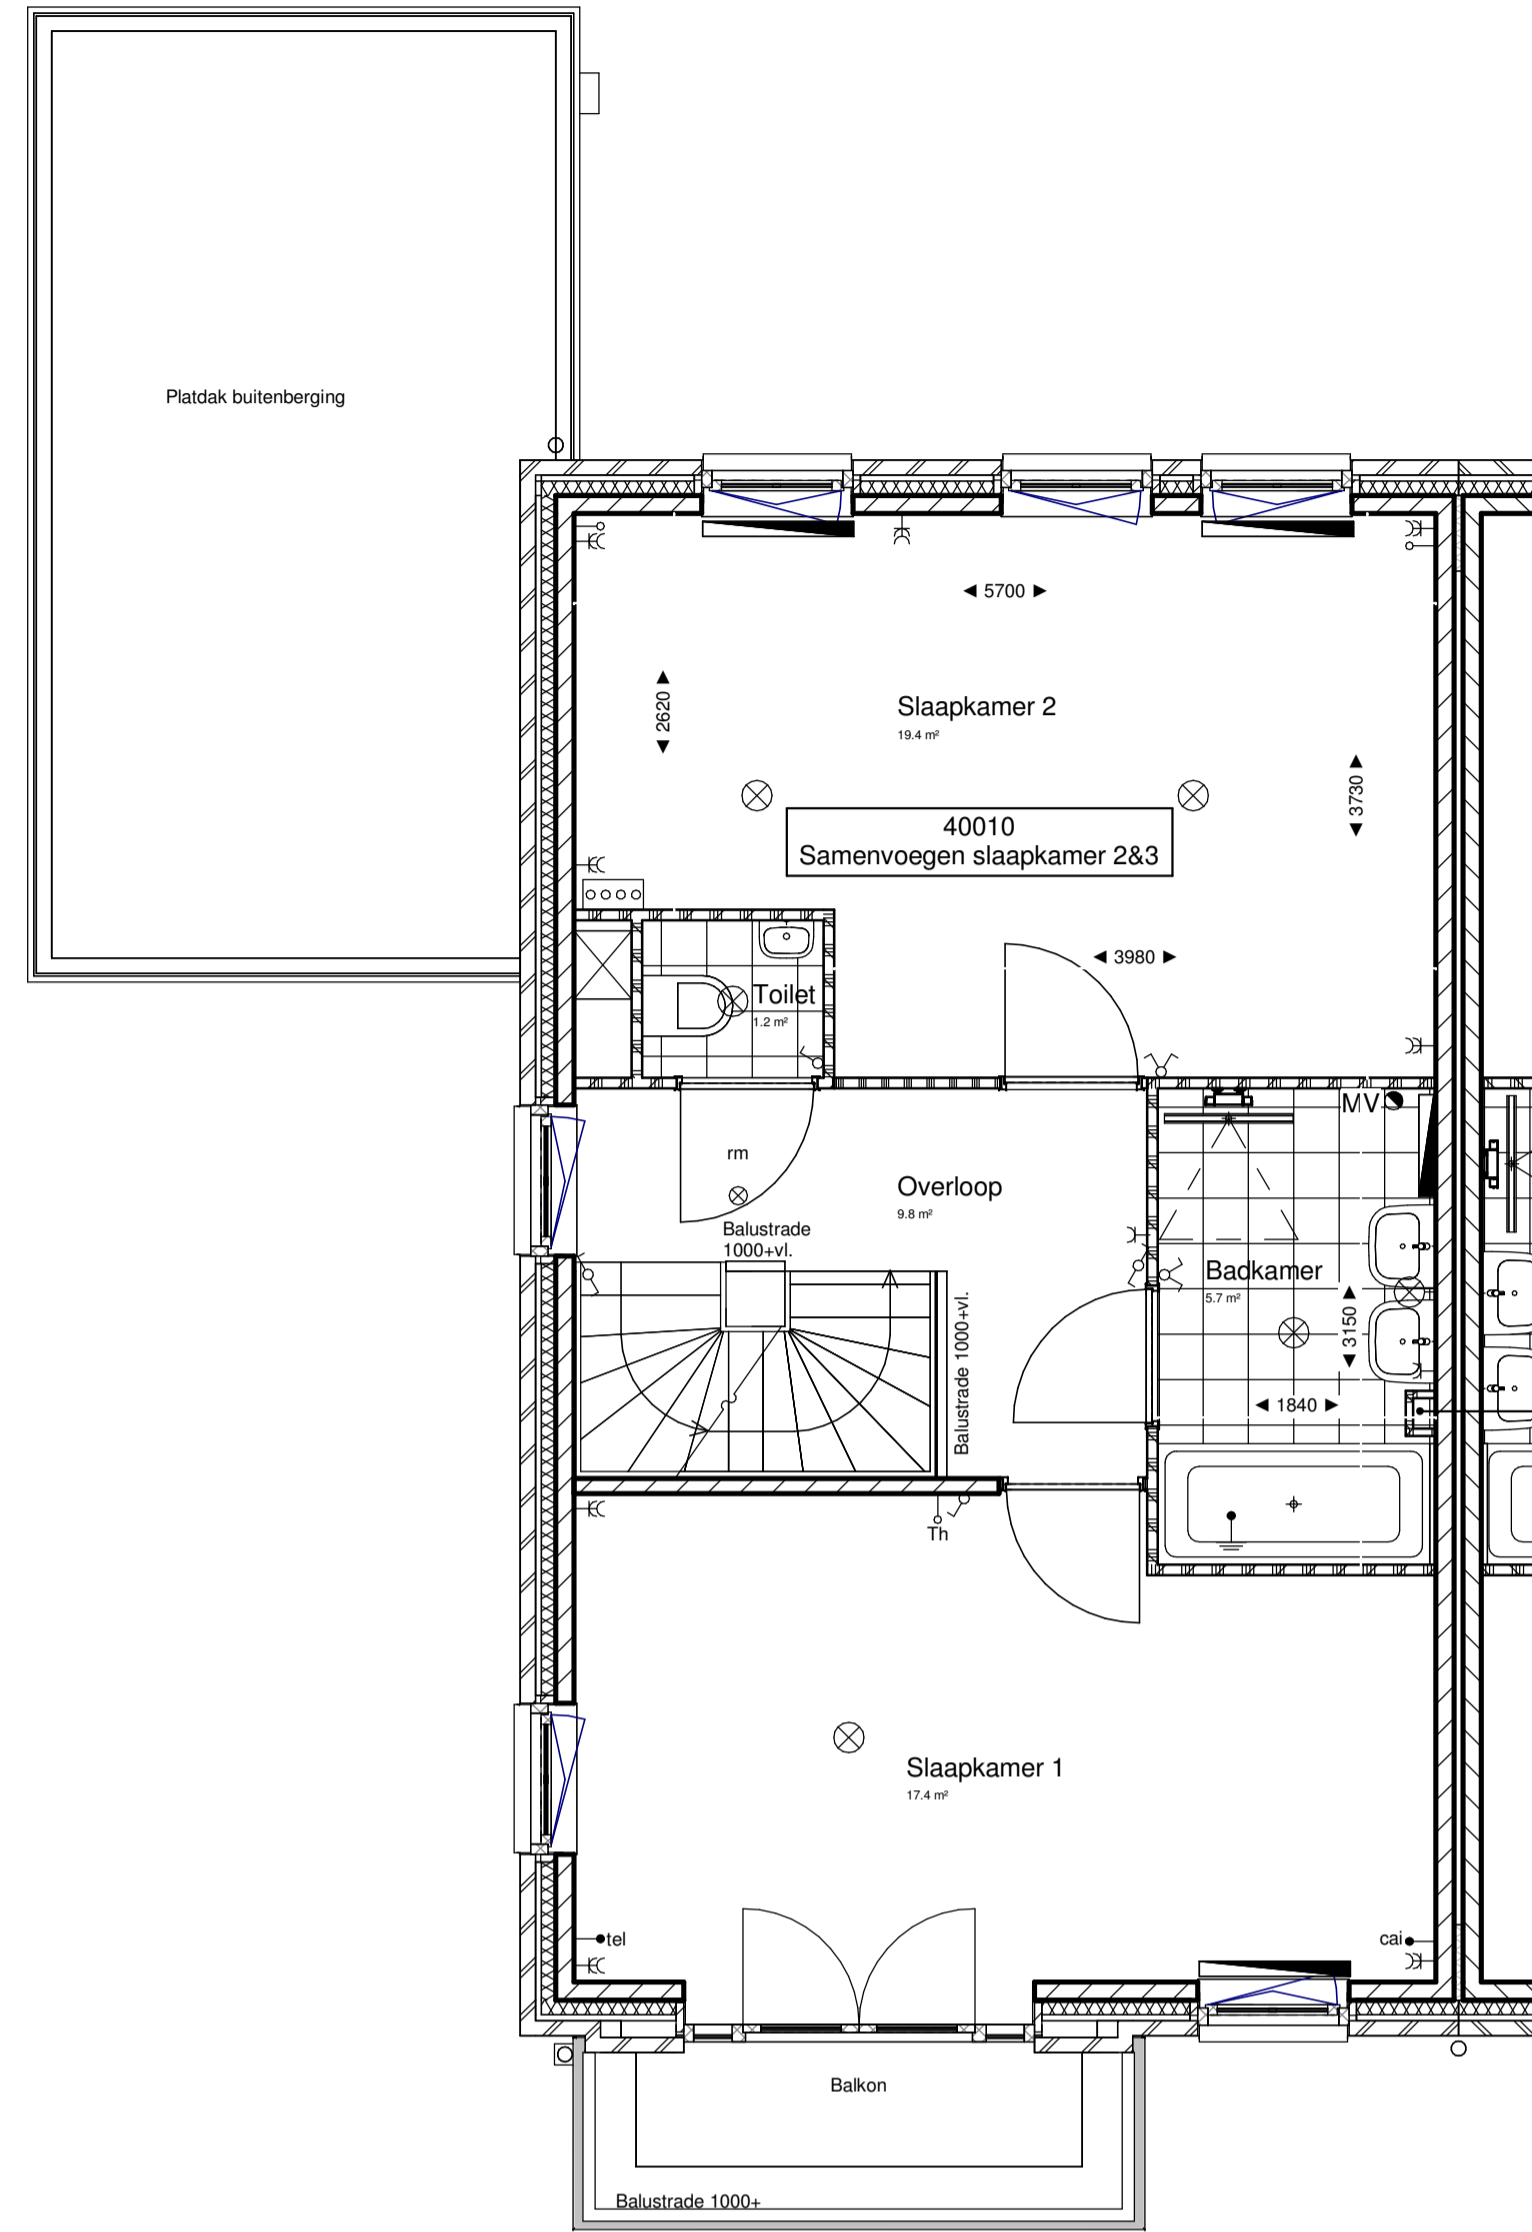 Platdak buitenberging
5700
2620
Slaapkamer 2
19.4 m²
3730
40010
Samenvoegen slaapkamer 2&3
3980
Toilet
1.2 m²
MV
rm
Overloop
9.8 m²
Balustrade
1000+vl.
Badkamer
5.7 m²
3150
Balustrade 1000+vl.
1840
Th
Slaapkamer 1
17.4 m²
tel
cai
Balkon
Balustrade 1000+